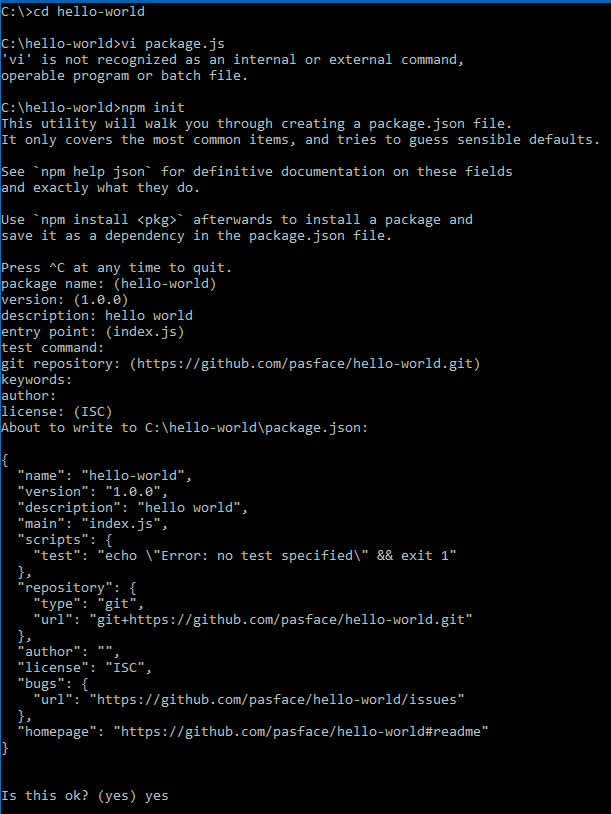 C:\>cd hello-world
C:\hello-world>vi package.js
'vi' is not recognized as an internal or external command,
operable program or batch file.
C:\hello-world>npm init
This utility will walk you through creating a package.json file.
It only covers the most common items, and tries to guess sensible defaults.
See `npm help json` for definitive documentation on these fields
and exactly what they do.
Use `npm install <pkg>` afterwards to install a package and
save it as a dependency in the package.json file.
Press ^C at any time to quit.
package name: (hello-world)
version: (1.0.0)
description: hello world
entry point: (index.js)
test command:
git repository: (https://github.com/pasface/hello-world.git)
keywords:
author:
license: (ISC)
About to write to C:\hello-world\package.json:
{
  "name": "hello-world",
  "version": "1.0.0",
  "description": "hello world",
  "main": "index.js",
  "scripts": {
    "test": "echo \"Error: no test specified\" && exit 1"
  },
  "repository": {
    "type": "git",
    "url": "git+https://github.com/pasface/hello-world.git"
  },
  "author": "",
  "license": "ISC",
  "bugs": {
    "url": "https://github.com/pasface/hello-world/issues"
  },
  "homepage": "https://github.com/pasface/hello-world#readme"
}
Is this ok? (yes) yes